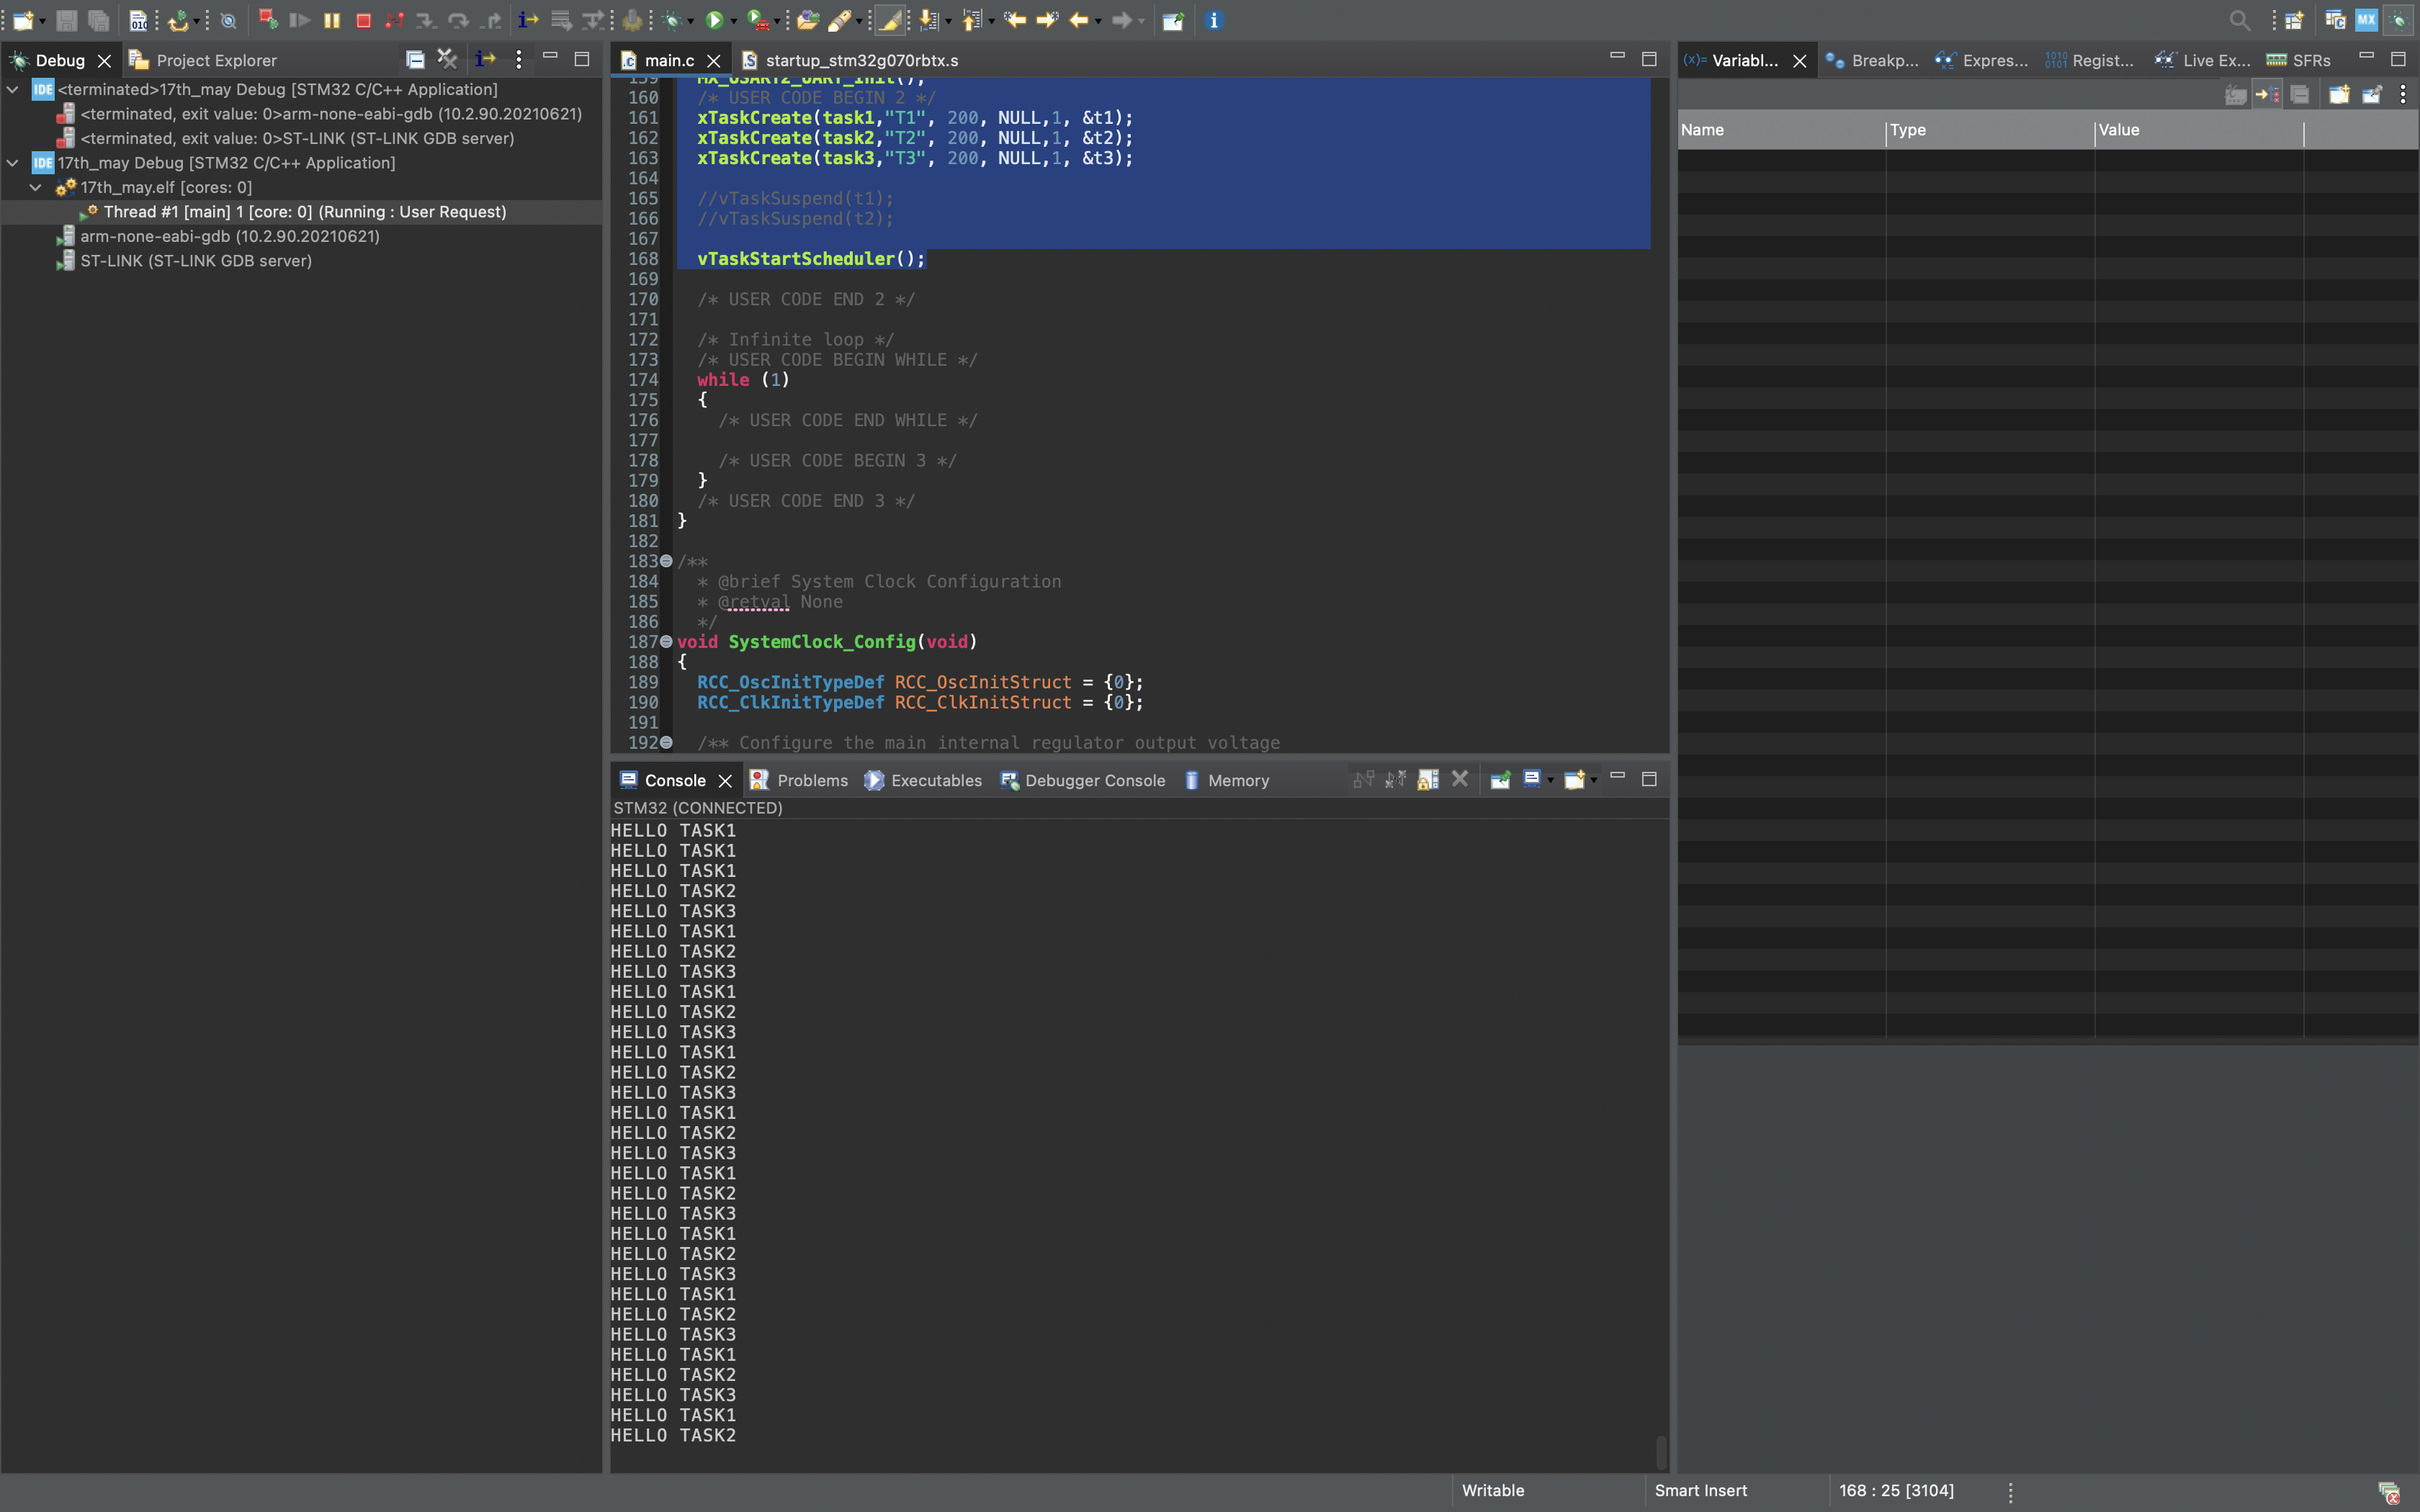 Debug
Project Explorer
<terminated>17th_may Debug [STM32 C/C++ Application]
<terminated, exit value: 0>arm-none-eabi-gdb (10.2.90.20210621)
<terminated, exit value: 0>ST-LINK (ST-LINK GDB server)
17th_may Debug [STM32 C/C++ Application]
17th_may.elf [cores: 0]
Thread #1 [main] 1 [core: 0] (Running : User Request)
arm-none-eabi-gdb (10.2.90.20210621)
ST-LINK (ST-LINK GDB server)
main.c
startup_stm32g070rbtx.s
159 MX_USART2_UART_Init();
160 /* USER CODE BEGIN 2 */
161 xTaskCreate(task1,"T1", 200, NULL,1, &t1);
162 xTaskCreate(task2,"T2", 200, NULL,1, &t2);
163 xTaskCreate(task3,"T3", 200, NULL,1, &t3);
164
165 //vTaskSuspend(t1);
166 //vTaskSuspend(t2);
167
168 vTaskStartScheduler();
169
170 /* USER CODE END 2 */
171
172 /* Infinite loop */
173 /* USER CODE BEGIN WHILE */
174 while (1)
175 {
176 /* USER CODE END WHILE */
177
178 /* USER CODE BEGIN 3 */
179 }
180 /* USER CODE END 3 */
181 }
182
183 /**
184 * @brief System Clock Configuration
185 * @retval None
186 */
187 void SystemClock_Config(void)
188 {
189 RCC_OscInitTypeDef RCC_OscInitStruct = {0};
190 RCC_ClkInitTypeDef RCC_ClkInitStruct = {0};
191
192 /** Configure the main internal regulator output voltage
Console
Problems
Executables
Debugger Console
Memory
STM32 (CONNECTED)
HELLO TASK1
HELLO TASK1
HELLO TASK1
HELLO TASK2
HELLO TASK3
HELLO TASK1
HELLO TASK2
HELLO TASK3
HELLO TASK1
HELLO TASK2
HELLO TASK3
HELLO TASK1
HELLO TASK2
HELLO TASK3
HELLO TASK1
HELLO TASK2
HELLO TASK3
HELLO TASK1
HELLO TASK2
HELLO TASK3
HELLO TASK1
HELLO TASK2
HELLO TASK3
HELLO TASK1
HELLO TASK2
HELLO TASK3
HELLO TASK1
HELLO TASK2
HELLO TASK3
HELLO TASK1
HELLO TASK2
(x)= Variabl...
Breakp...
Expres...
Regist...
Live Ex...
SFRs
Name Type Value
MX
Writable
Smart Insert
168 : 25 [3104]